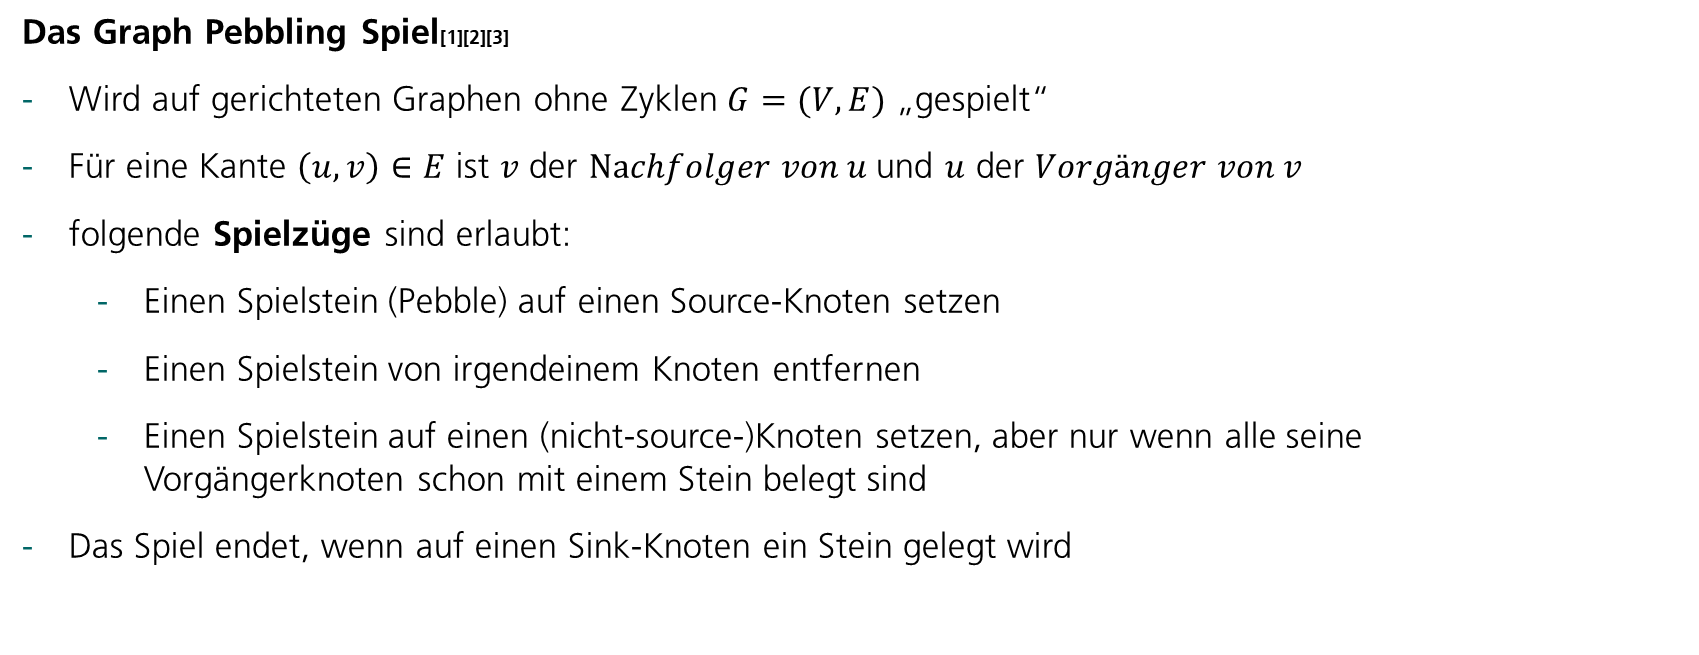 Das Graph Pebbling Spiel[1][2][3]
- Wird auf gerichteten Graphen ohne Zyklen G = (V, E) „gespielt“
- Für eine Kante (u, v) ∈ E ist v der Nachfolger von u und u der Vorgänger von v
- folgende Spielzüge sind erlaubt:
- Einen Spielstein (Pebble) auf einen Source-Knoten setzen
- Einen Spielstein von irgendeinem Knoten entfernen
- Einen Spielstein auf einen (nicht-source-)Knoten setzen, aber nur wenn alle seine
Vorgängerknoten schon mit einem Stein belegt sind
- Das Spiel endet, wenn auf einen Sink-Knoten ein Stein gelegt wird